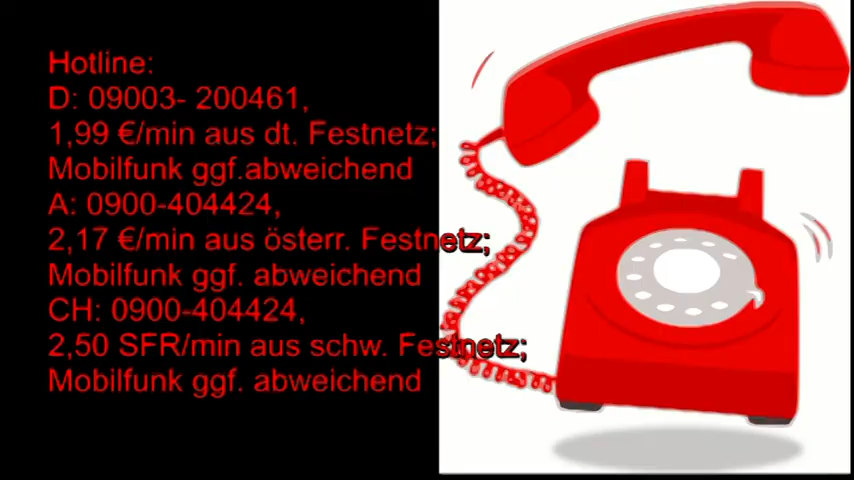 Hotline:
D: 09003- 200461,
1,99 €/min aus dt. Festnetz;
Mobilfunk ggf.abweichend
A: 0900-404424,
2,17 €/min aus österr. Festnetz;
Mobilfunk ggf. abweichend
CH: 0900-404424,
2,50 SFR/min aus schw. Festnetz;
Mobilfunk ggf. abweichend